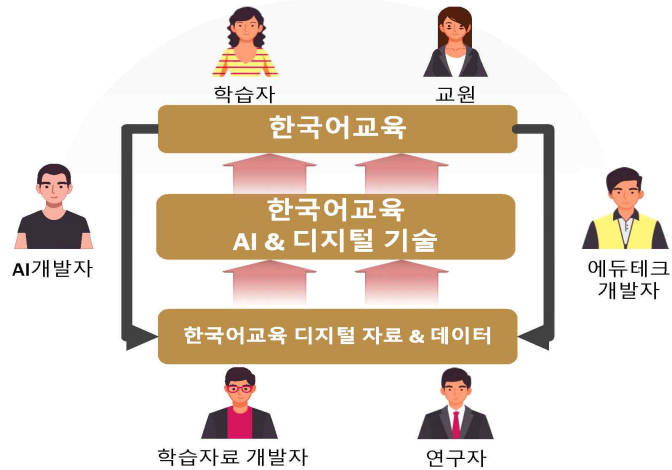 학습자
교원
한국어교육
한국어교육
AI & 디지털 기술
AI개발자
에듀테크
개발자
한국어교육 디지털 자료 & 데이터
학습자료 개발자
연구자